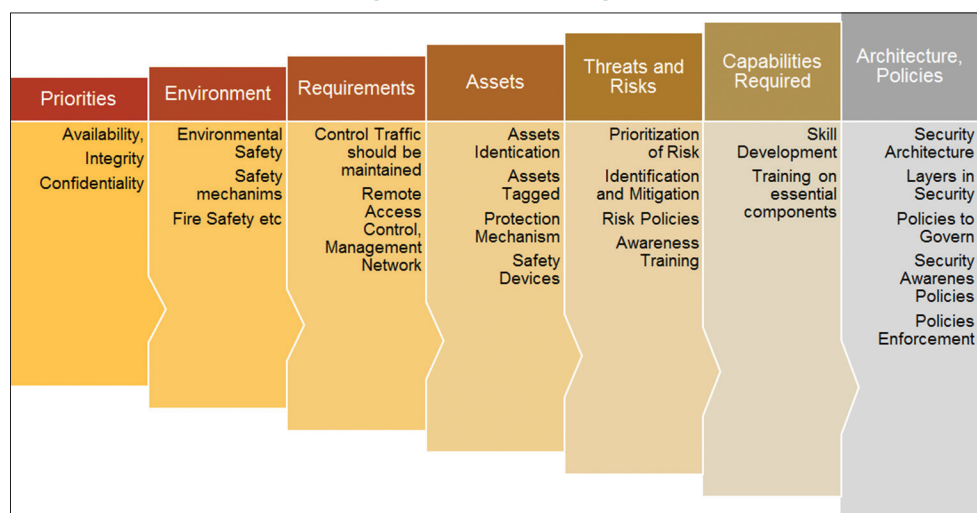 Priorities
Availability,
Integrity
Confidentiality
Environment
Environmental
Safety
Safety
mechanims
Fire Safety etc
Requirements
Control Traffic
should be
maintained
Remote
Access
Control,
Management
Network
Assets
Assets
Identication
Assets
Tagged
Protection
Mechanism
Safety
Devices
Threats and
Risks
Prioritization
of Risk
Identification
and Mitigation
Risk Policies
Awareness
Training
Capabilities
Required
Skill
Development
Training on
essential
components
Architecture,
Policies
Security
Architecture
Layers in
Security
Policies to
Govern
Security
Awarenes
Policies
Policies
Enforcement